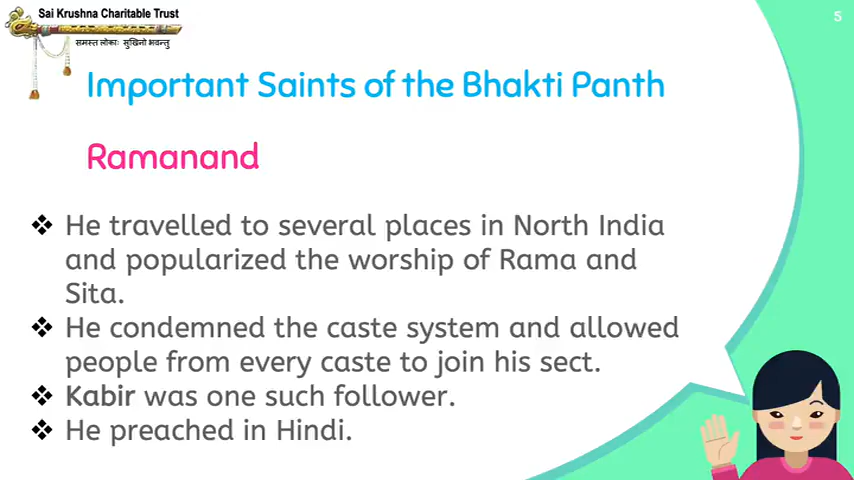 Sai Krushna Charitable Trust
समस्त लोकाः सुखिनो भवन्तु
5
Important Saints of the Bhakti Panth
Ramanand
❖ He travelled to several places in North India
and popularized the worship of Rama and
Sita.
❖ He condemned the caste system and allowed
people from every caste to join his sect.
❖ Kabir was one such follower.
❖ He preached in Hindi.